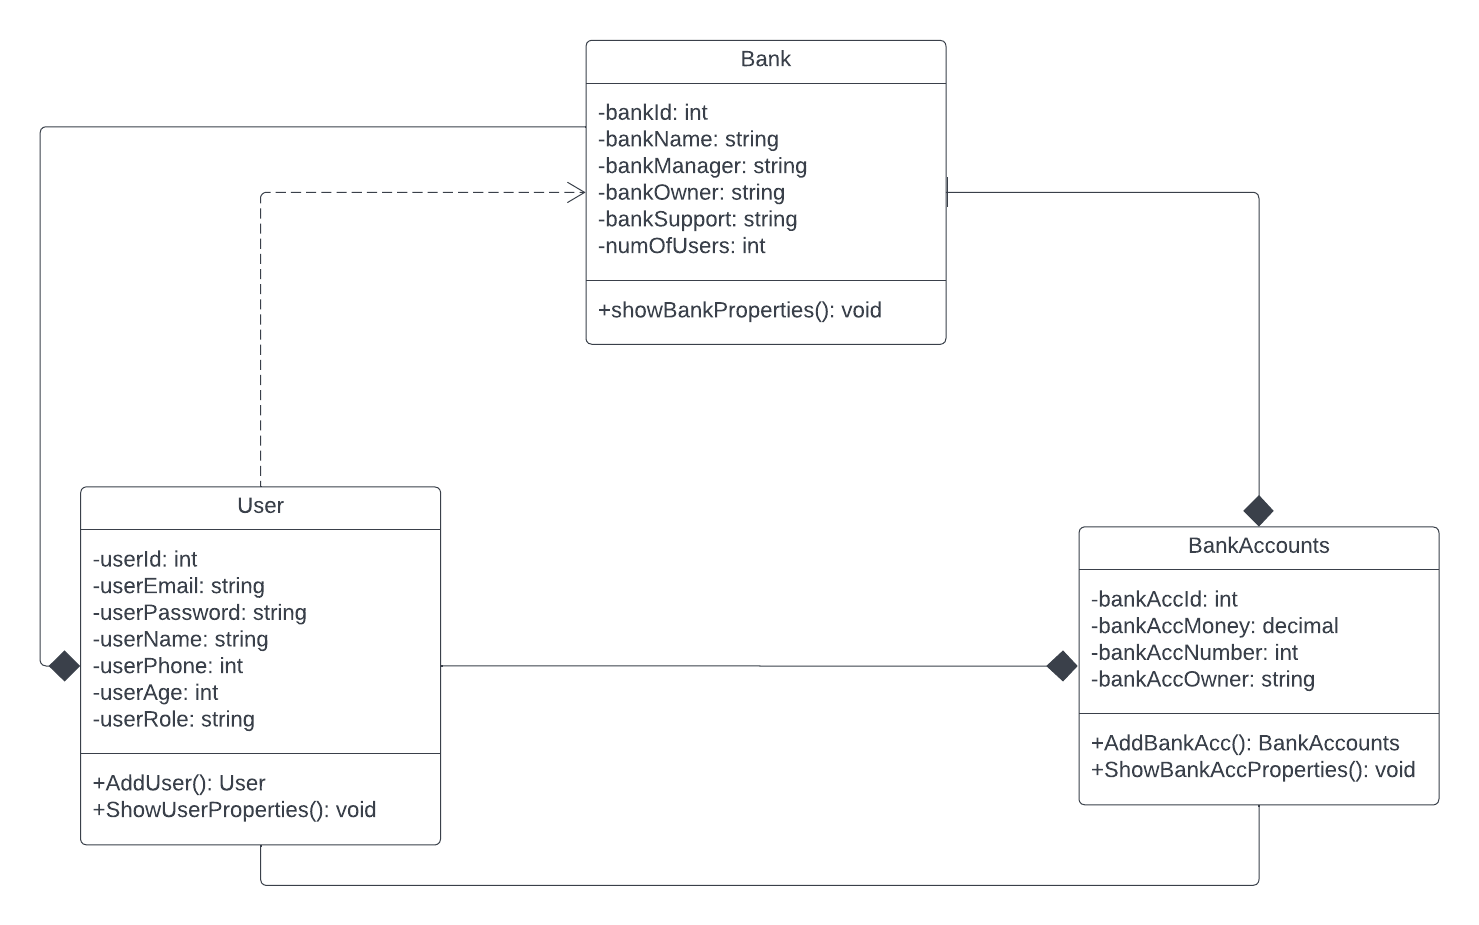 Bank
-bankId: int
-bankName: string
-bankManager: string
-bankOwner: string
-bankSupport: string
-numOfUsers: int
+showBankProperties(): void
User
-userId: int
-userEmail: string
-userPassword: string
-userName: string
-userPhone: int
-userAge: int
-userRole: string
+AddUser(): User
+ShowUserProperties(): void
BankAccounts
-bankAccId: int
-bankAccMoney: decimal
-bankAccNumber: int
-bankAccOwner: string
+AddBankAcc(): BankAccounts
+ShowBankAccProperties(): void